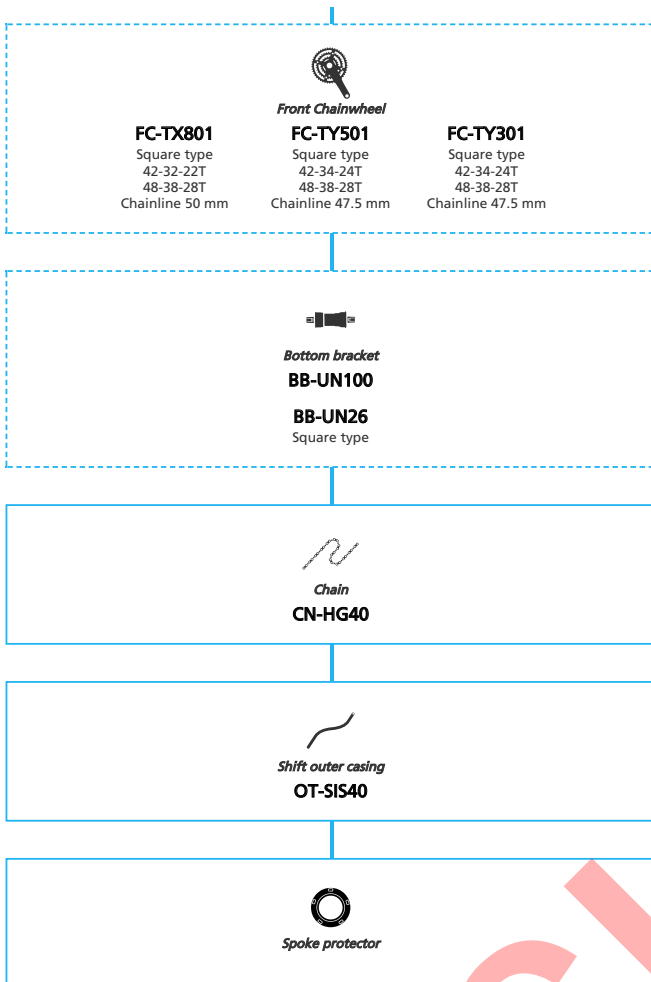 Front Chainwheel
FC-TX801 FC-TY501 FC-TY301
Square type Square type Square type
42-32-22T 42-34-24T 42-34-24T
48-38-28T 48-38-28T 48-38-28T
Chainline 50 mm Chainline 47.5 mm Chainline 47.5 mm
Bottom bracket
BB-UN100
BB-UN26
Square type
Chain
CN-HG40
Shift outer casing
OT-SIS40
Spoke protector